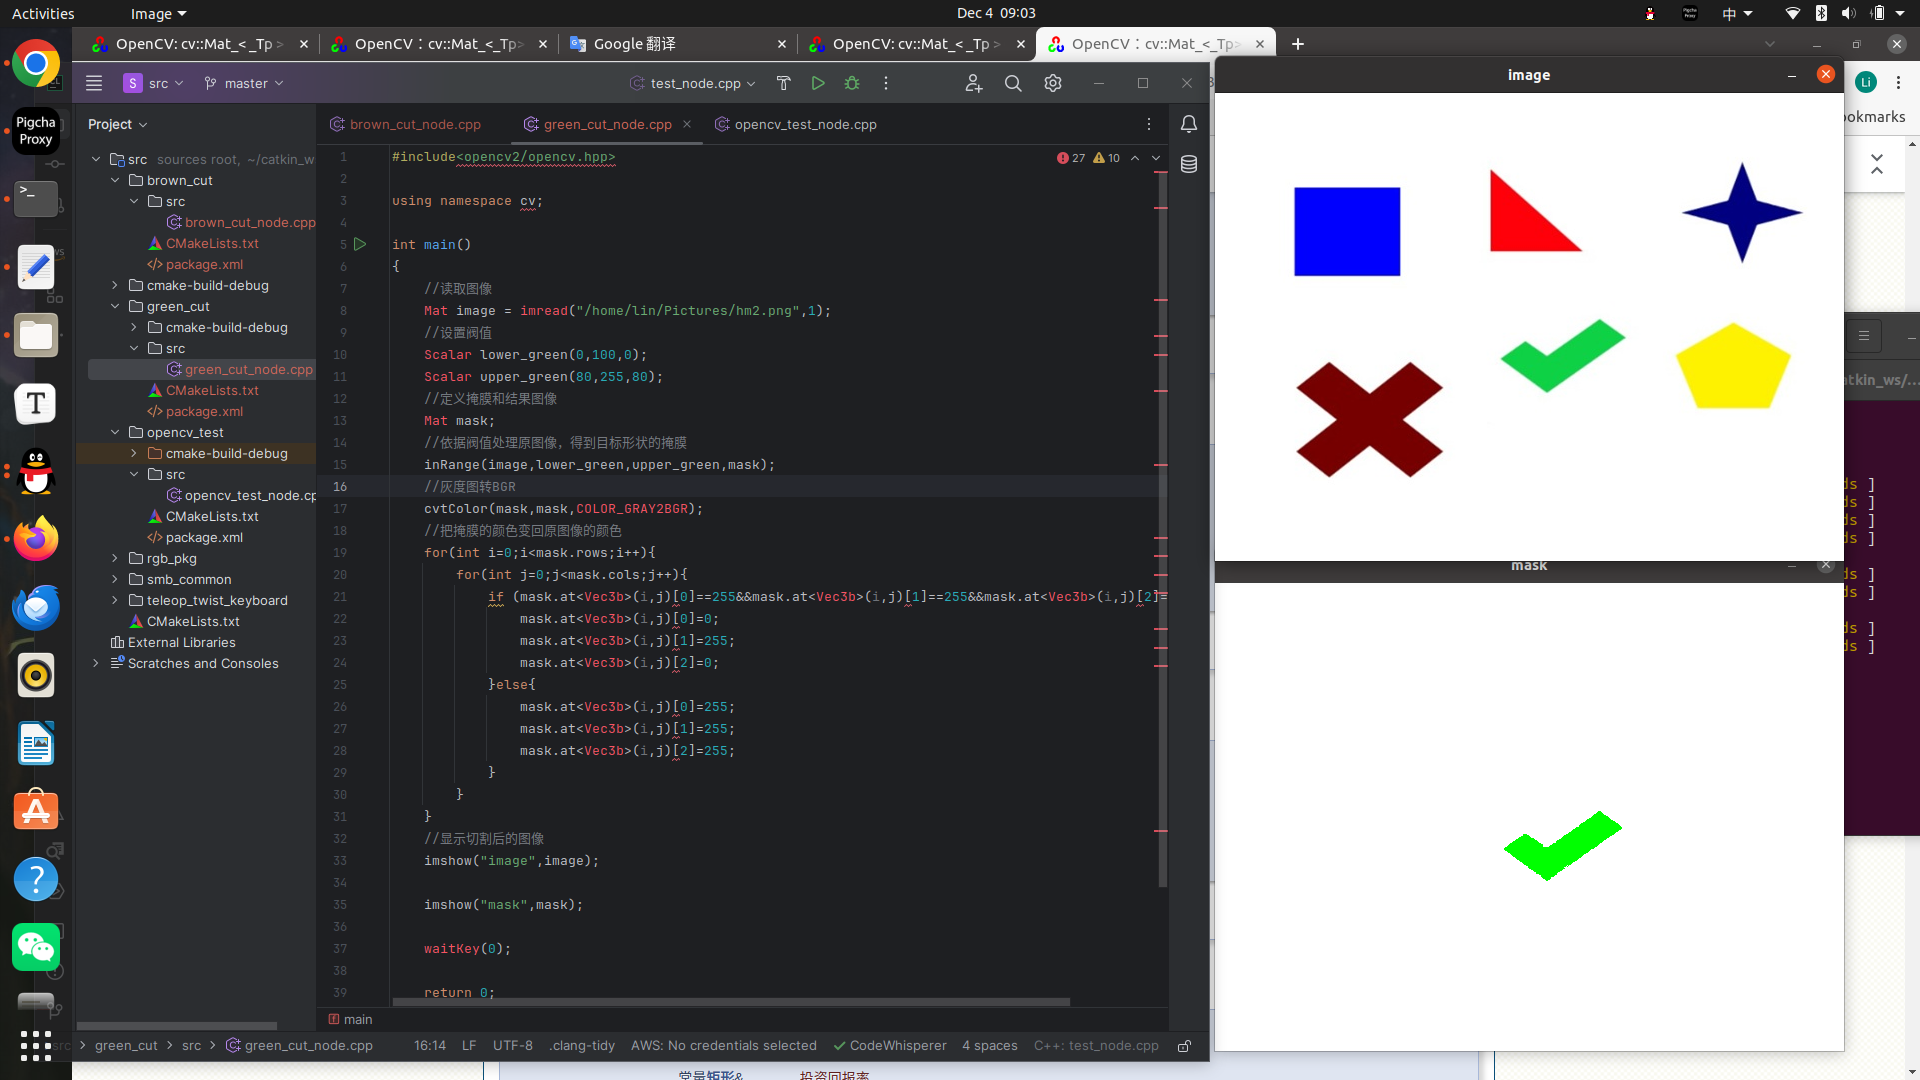 Activities
Image
Dec 4 09:03
中
OpenCV: cv::Mat_< _Tp >
OpenCV：cv::Mat_<_Tp>
Google 翻译
OpenCV: cv::Mat_< _Tp >
OpenCV：cv::Mat_<_Tp>
S src
master
test_node.cpp
image
Li
Pigcha
Proxy
Project
brown_cut_node.cpp
green_cut_node.cpp
opencv_test_node.cpp
ookmarks
src sources root, ~/catkin_w
brown_cut
src
brown_cut_node.cpp
CMakeLists.txt
package.xml
cmake-build-debug
green_cut
cmake-build-debug
src
green_cut_node.cpp
CMakeLists.txt
package.xml
opencv_test
cmake-build-debug
src
opencv_test_node.cp
CMakeLists.txt
package.xml
rgb_pkg
smb_common
teleop_twist_keyboard
CMakeLists.txt
External Libraries
Scratches and Consoles
27 10
1 #include<opencv2/opencv.hpp>
2
3 using namespace cv;
4
5 int main()
6 {
7 //读取图像
8 Mat image = imread("/home/lin/Pictures/hm2.png",1);
9 //设置阀值
10 Scalar lower_green(0,100,0);
11 Scalar upper_green(80,255,80);
12 //定义掩膜和结果图像
13 Mat mask;
14 //依据阀值处理原图像，得到目标形状的掩膜
15 inRange(image,lower_green,upper_green,mask);
16 //灰度图转BGR
17 cvtColor(mask,mask,COLOR_GRAY2BGR);
18 //把掩膜的颜色变回原图像的颜色
19 for(int i=0;i<mask.rows;i++){
20 for(int j=0;j<mask.cols;j++){
21 if (mask.at<Vec3b>(i,j)[0]==255&&mask.at<Vec3b>(i,j)[1]==255&&mask.at<Vec3b>(i,j)[2]=
22 mask.at<Vec3b>(i,j)[0]=0;
23 mask.at<Vec3b>(i,j)[1]=255;
24 mask.at<Vec3b>(i,j)[2]=0;
25 }else{
26 mask.at<Vec3b>(i,j)[0]=255;
27 mask.at<Vec3b>(i,j)[1]=255;
28 mask.at<Vec3b>(i,j)[2]=255;
29 }
30 }
31 }
32 //显示切割后的图像
33 imshow("image",image);
34
35 imshow("mask",mask);
36
37 waitKey(0);
38
39 return 0;
main
mask
atkin_ws/...
ds ]
ds ]
ds ]
ds ]
ds ]
ds ]
ds ]
ds ]
src > green_cut > src > green_cut_node.cpp
16:14 LF UTF-8 .clang-tidy AWS: No credentials selected CodeWhisperer 4 spaces C++: test_node.cpp
常量矩形&
投资回报率